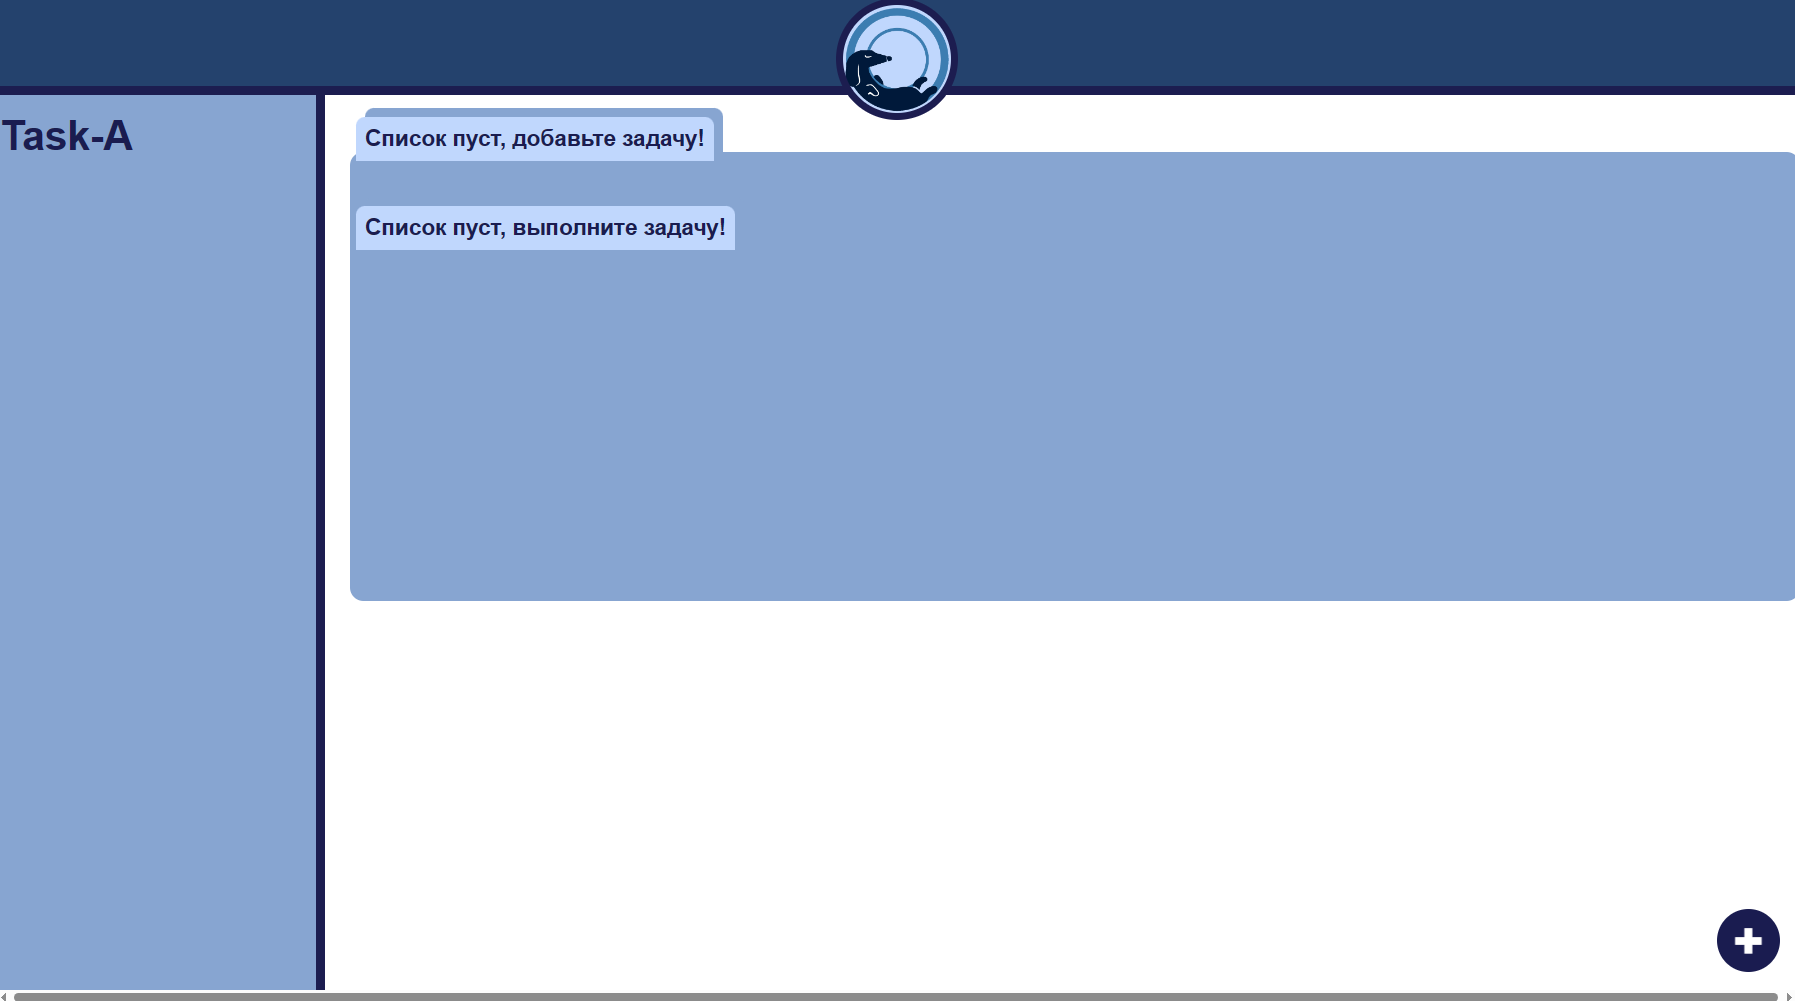 Task-A
Список пуст, добавьте задачу!
Список пуст, выполните задачу!